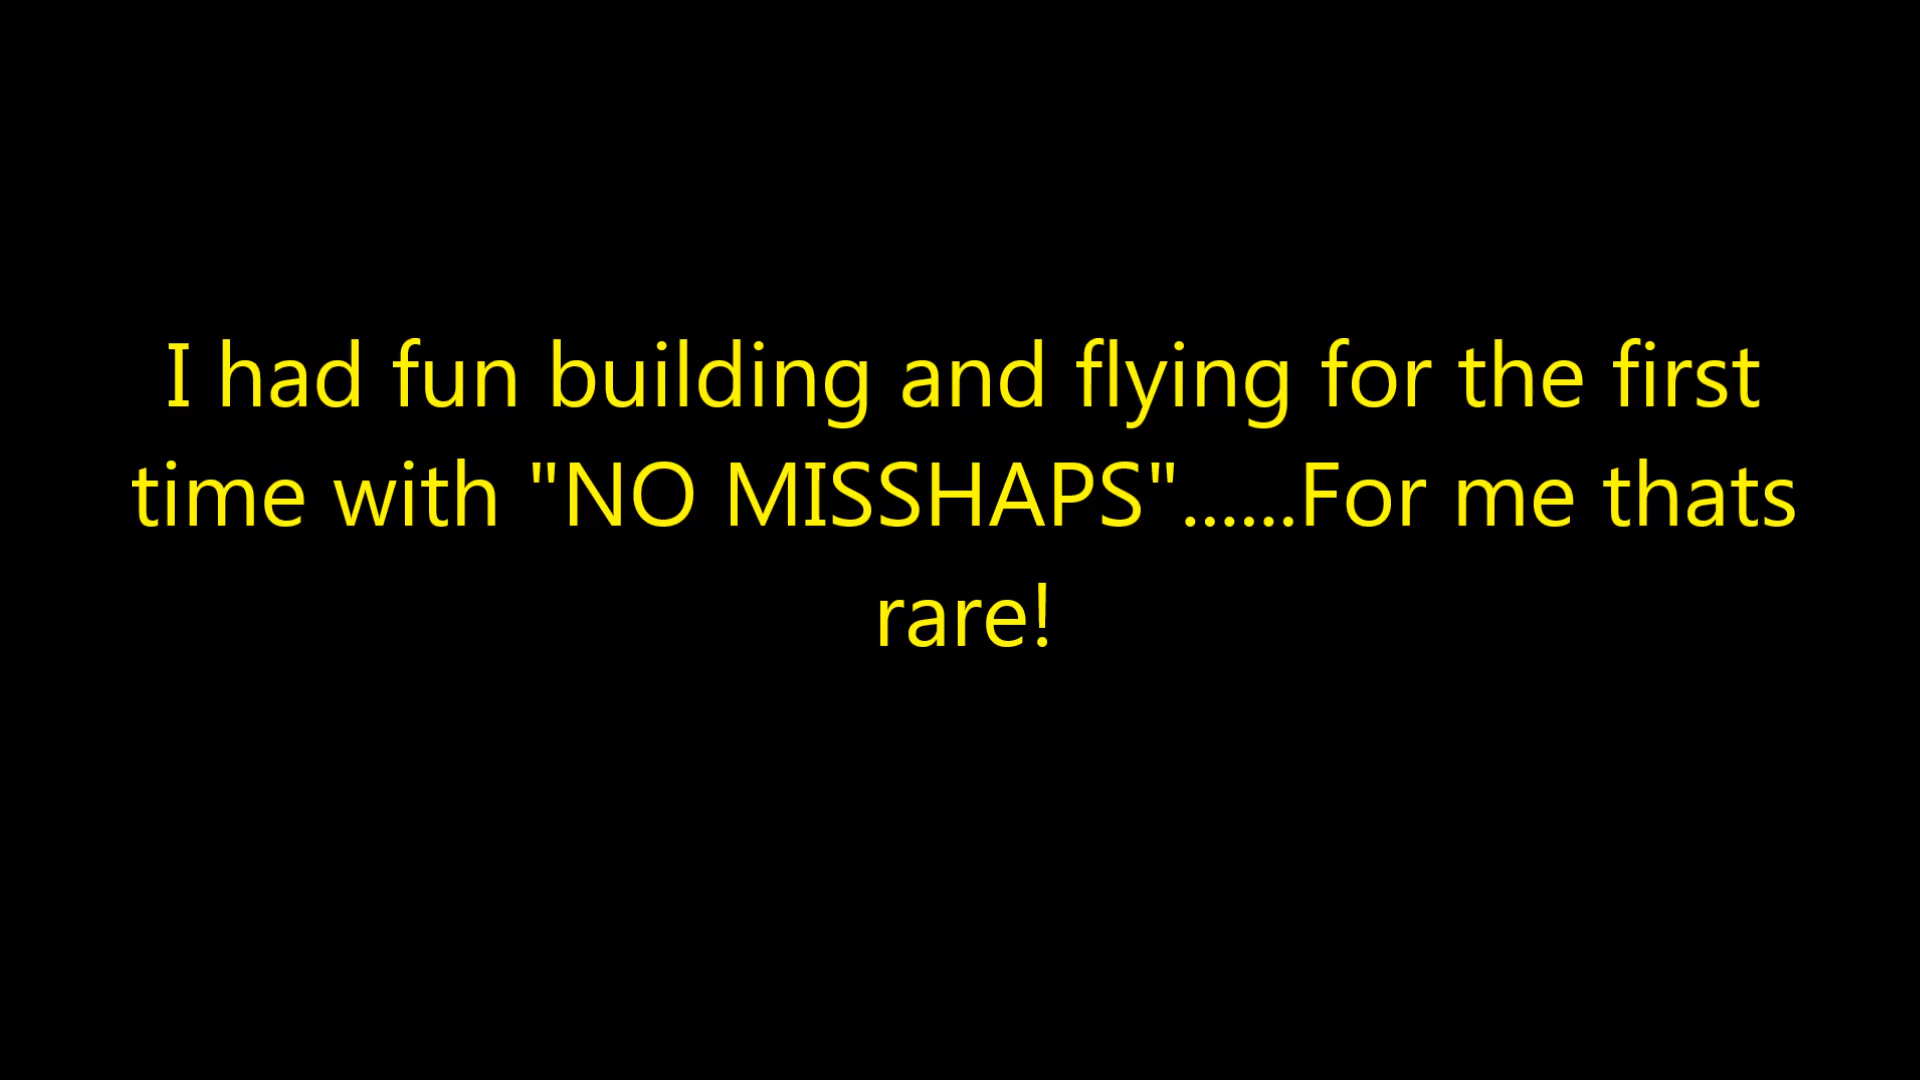 I had fun building and flying for the first
time with "NO MISSHAPS"......For me thats
rare!